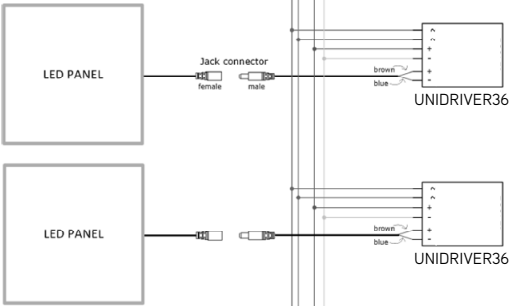 LED PANEL
Jack connector
female
male
brown
blue
~
~
+
-
+
-
UNIDRIVER36
LED PANEL
brown
blue
~
~
+
-
+
-
UNIDRIVER36